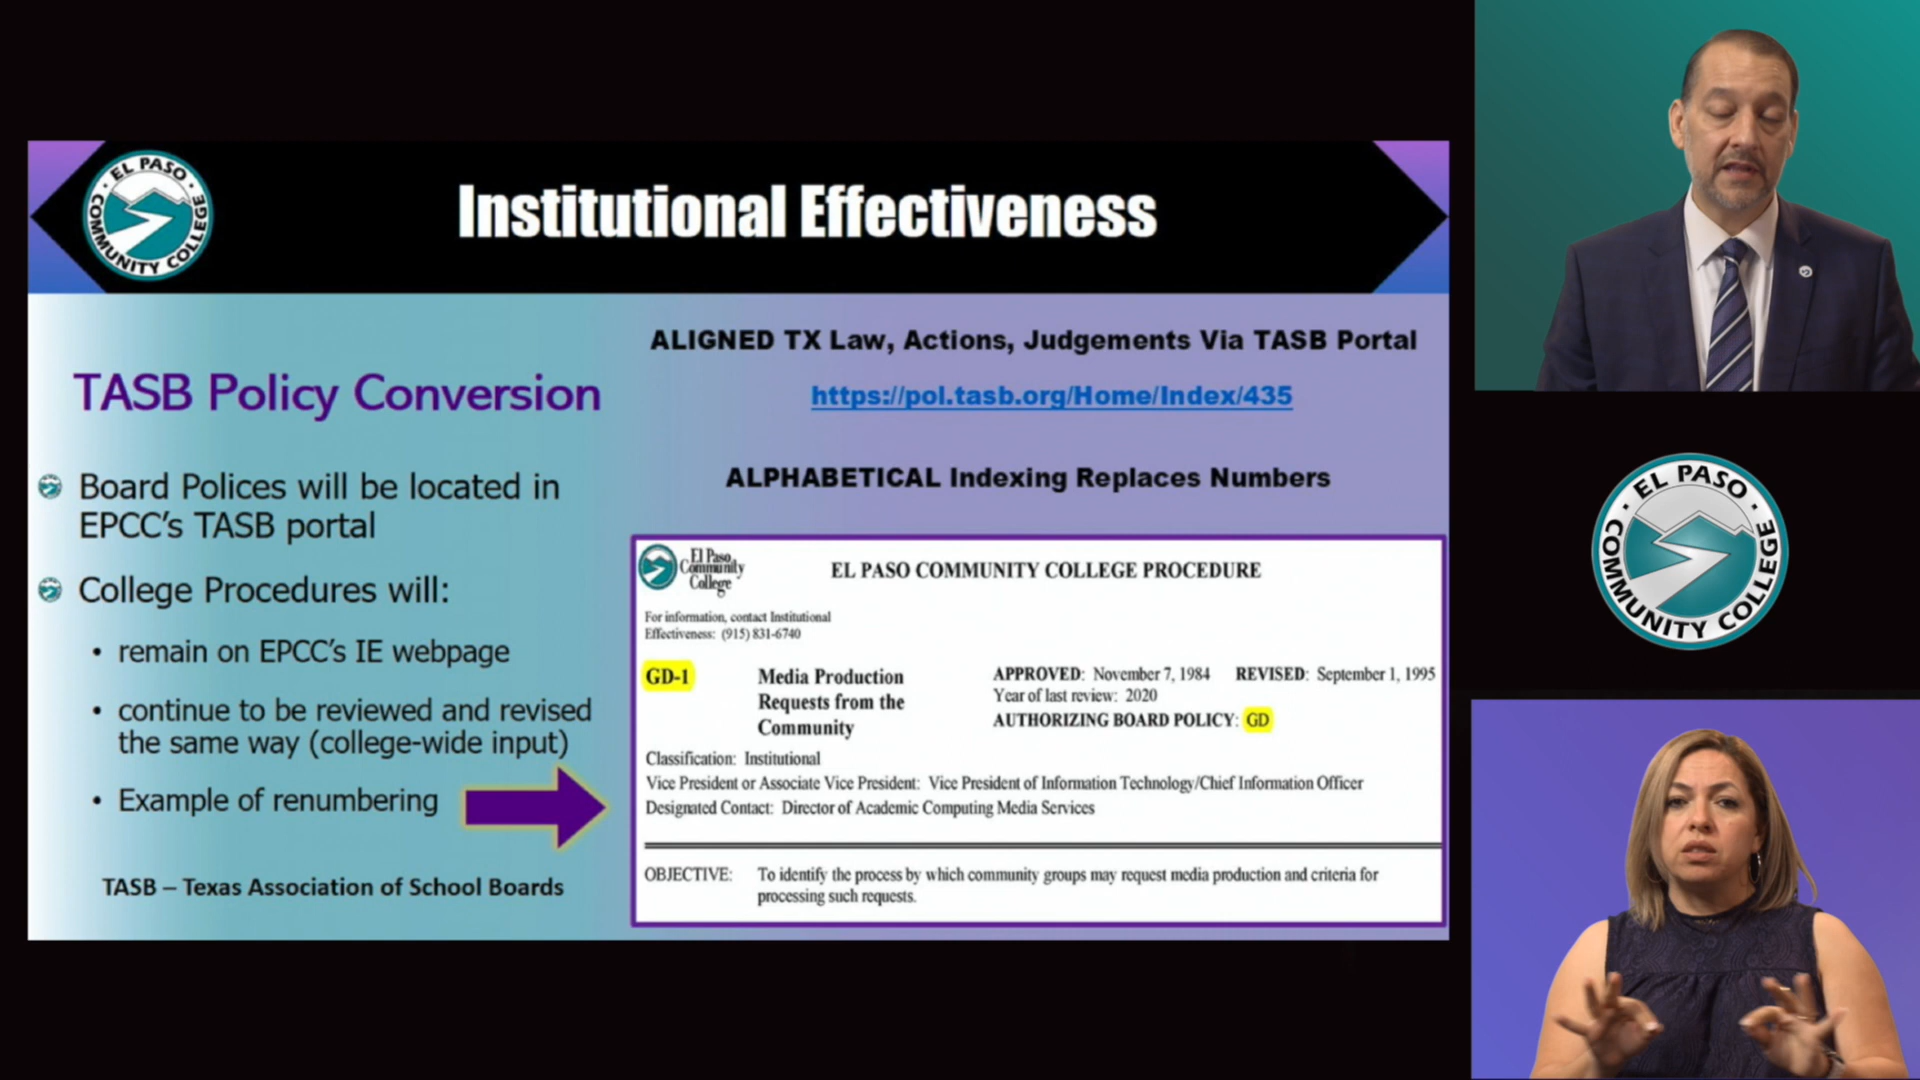 EL PASO COMMUNITY COLLEGE
Institutional Effectiveness
TASB Policy Conversion
Board Polices will be located in
EPCC's TASB portal
College Procedures will:
• remain on EPCC's IE webpage
• continue to be reviewed and revised
the same way (college-wide input)
• Example of renumbering
TASB – Texas Association of School Boards
ALIGNED TX Law, Actions, Judgements Via TASB Portal
https://pol.tasb.org/Home/Index/435
ALPHABETICAL Indexing Replaces Numbers
El Paso
Community
College
EL PASO COMMUNITY COLLEGE PROCEDURE
For information, contact Institutional
Effectiveness: (915) 831-6740
GD-1
Media Production
Requests from the
Community
APPROVED: November 7, 1984 REVISED: September 1, 1995
Year of last review: 2020
AUTHORIZING BOARD POLICY: GD
Classification: Institutional
Vice President or Associate Vice President: Vice President of Information Technology/Chief Information Officer
Designated Contact: Director of Academic Computing Media Services
OBJECTIVE: To identify the process by which community groups may request media production and criteria for
processing such requests.
EL PASO COMMUNITY COLLEGE